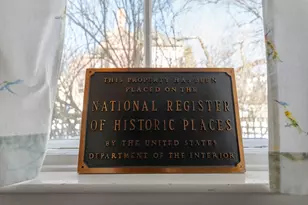 THIS PROPERTY HAS BEEN
PLACED ON THE
NATIONAL REGISTER
OF HISTORIC PLACES
BY THE UNITED STATES
DEPARTMENT OF THE INTERIOR